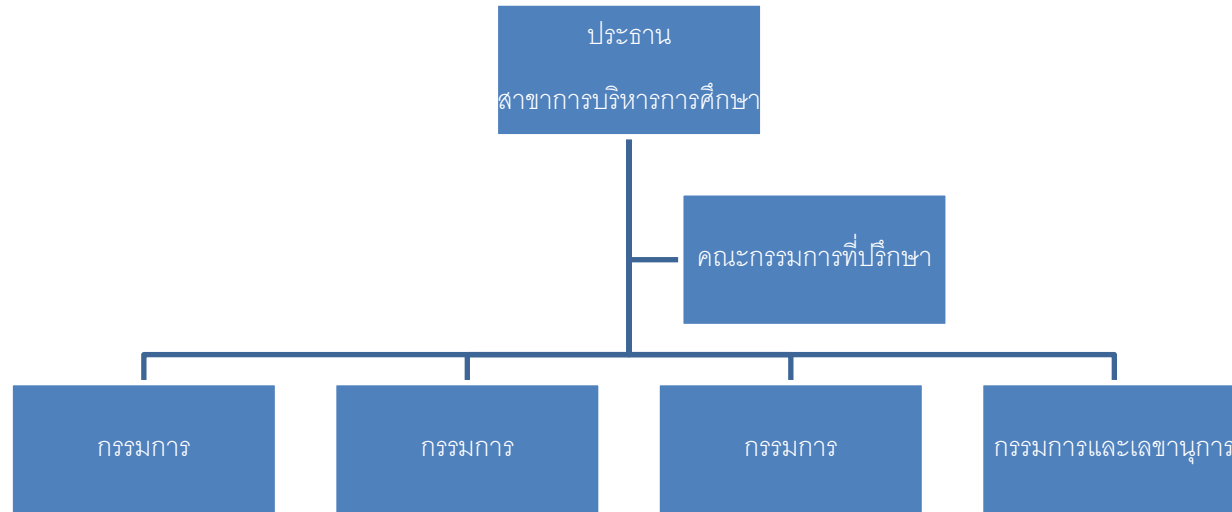 ประธาน
สาขาการบริหารการศึกษา
คณะกรรมการที่ปรึกษา
กรรมการ
กรรมการ
กรรมการ
กรรมการและเลขานุการ